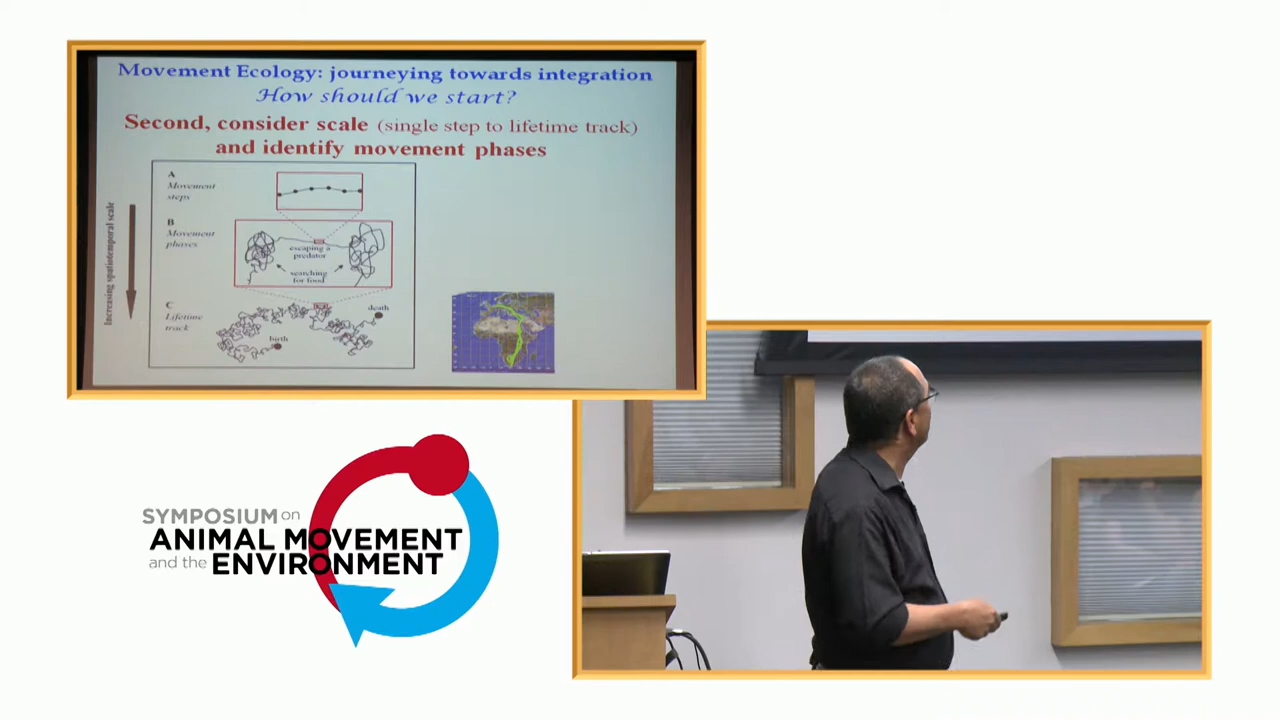 Movement Ecology: journeying towards integration
How should we start?
Second, consider scale (single step to lifetime track)
and identify movement phases
Increasing spatiotemporal scale
A
Movement
steps
B
Movement
phases
escaping a
predator
searching
for food
C
Lifetime
track
birth
death
SYMPOSIUM on
ANIMAL MOVEMENT
and the ENVIRONMENT